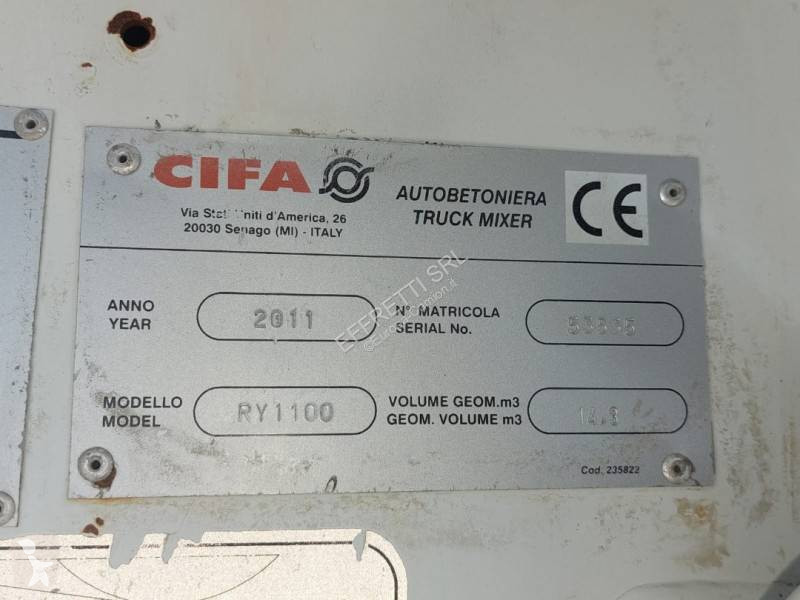 CIFA
Via Stati Uniti d'America, 26
20030 Senago (MI) - ITALY
AUTOBETONIERA
TRUCK MIXER
CE
ANNO
YEAR
2011
N° MATRICOLA
SERIAL No.
MODELLO
MODEL
RY1100
VOLUME GEOM.m3
GEOM. VOLUME m3
Cod. 235822
EFFRETTI SRL